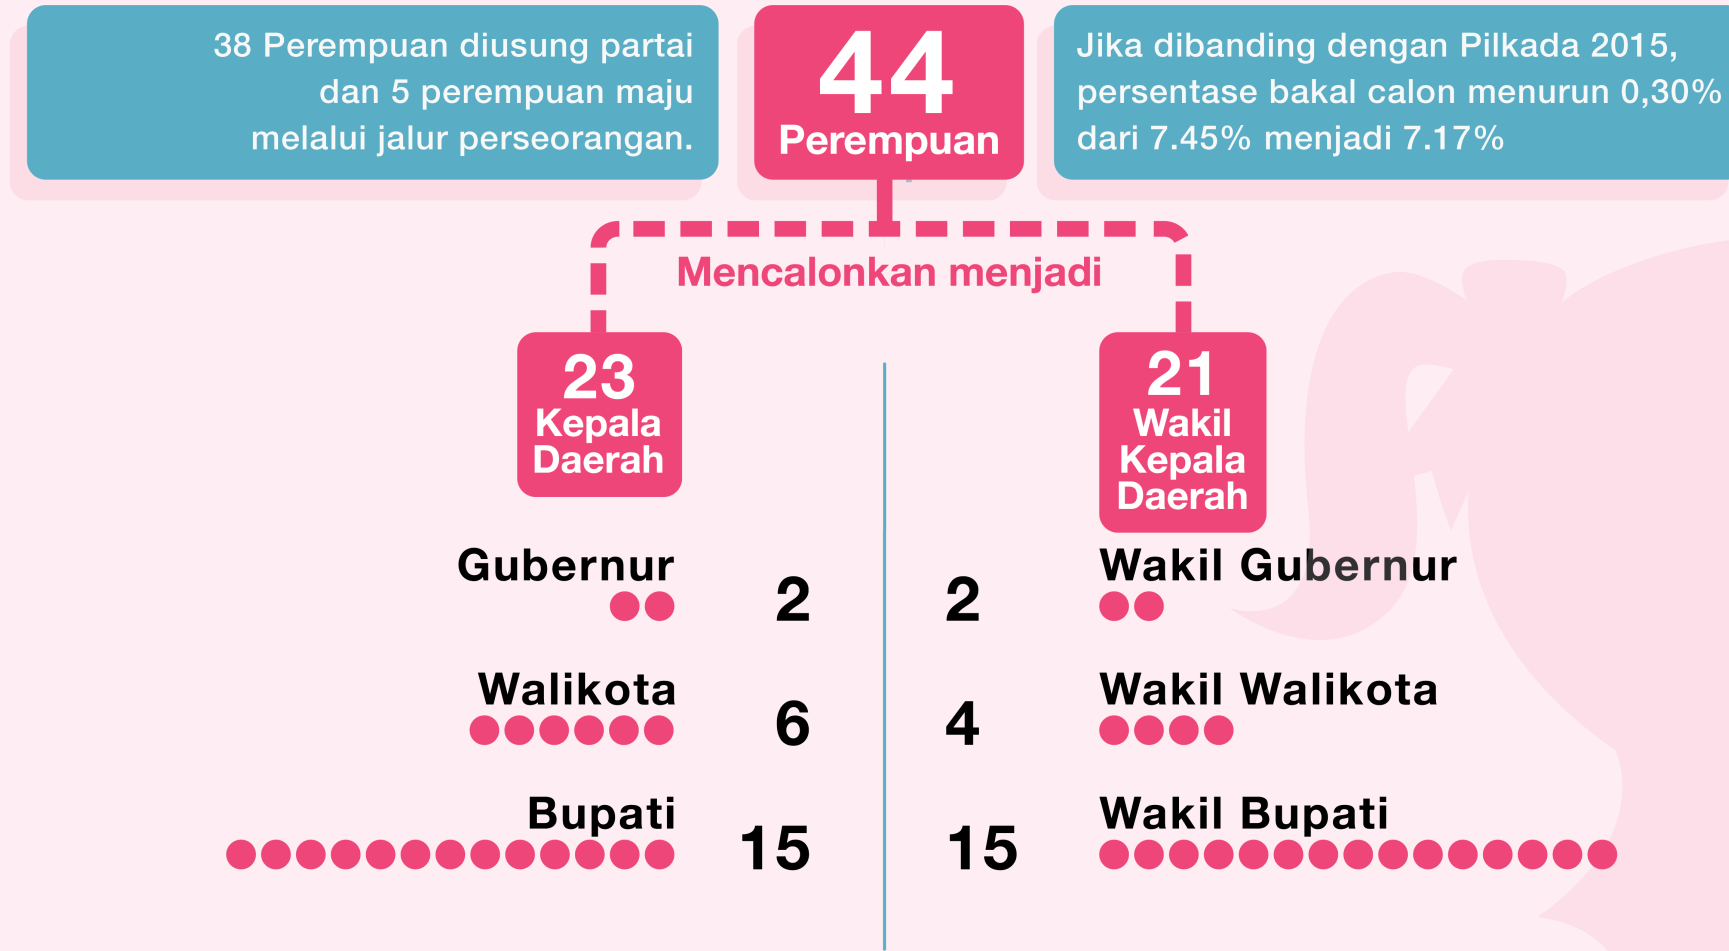 38 Perempuan diusung partai
dan 5 perempuan maju
melalui jalur perseorangan.
44
Perempuan
Jika dibanding dengan Pilkada 2015,
persentase bakal calon menurun 0,30%
dari 7.45% menjadi 7.17%
Mencalonkan menjadi
23
Kepala
Daerah
21
Wakil
Kepala
Daerah
Gubernur
2
2
Wakil Gubernur
Walikota
6
4
Wakil Walikota
Bupati
15
15
Wakil Bupati